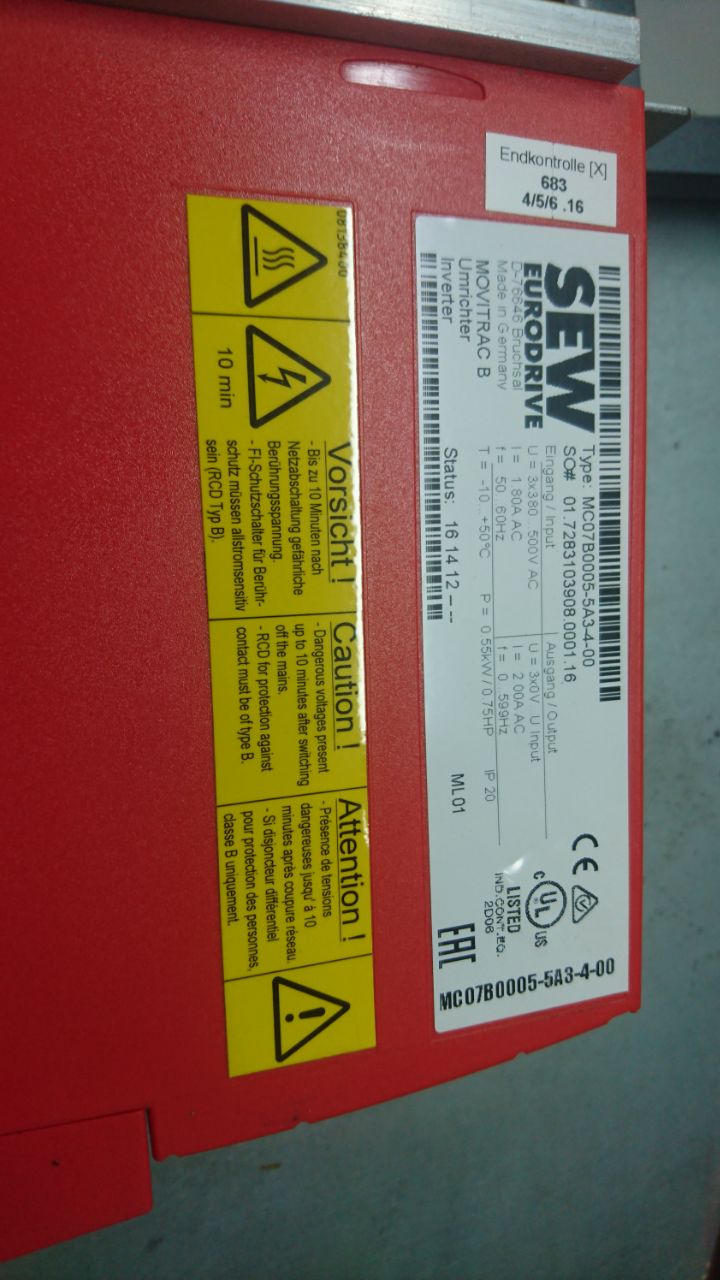 Endkontrolle [X]
683
4/5/6 .16
SEW
EURODRIVE
D-76646 Bruchsal
Made in Germany
MOVITRAC B
Umrichter
Inverter
Type: MC07B0005-5A3-4-00
SO# 01.7283103908.0001.16
Eingang / Input
U = 3x380...500V AC
I = 1.80A AC
f = 50...60Hz
T = -10...+50°C
Ausgang / Output
U = 3x0V...U Input
I = 2.00A AC
f = 0...599Hz
P = 0.55kW / 0.75HP
IP 20
Status: 16 14 12 -- --
ML01
CE
C UL US
LISTED
IND.CONT.EQ.
2D06
EAC
MC07B0005-5A3-4-00
08138400
10 min
Vorsicht !
- Bis zu 10 Minuten nach
Netzabschaltung gefährliche
Berührungsspannung.
- FI-Schutzschalter für Berühr-
schutz müssen allstromsensitiv
sein (RCD Typ B).
Caution !
- Dangerous voltages present
up to 10 minutes after switching
off the mains.
- RCD for protection against
contact must be of type B.
Attention !
- Présence de tensions
dangereuses jusqu' à 10
minutes après coupure réseau.
- Si disjoncteur différentiel
pour protection des personnes,
classe B uniquement.